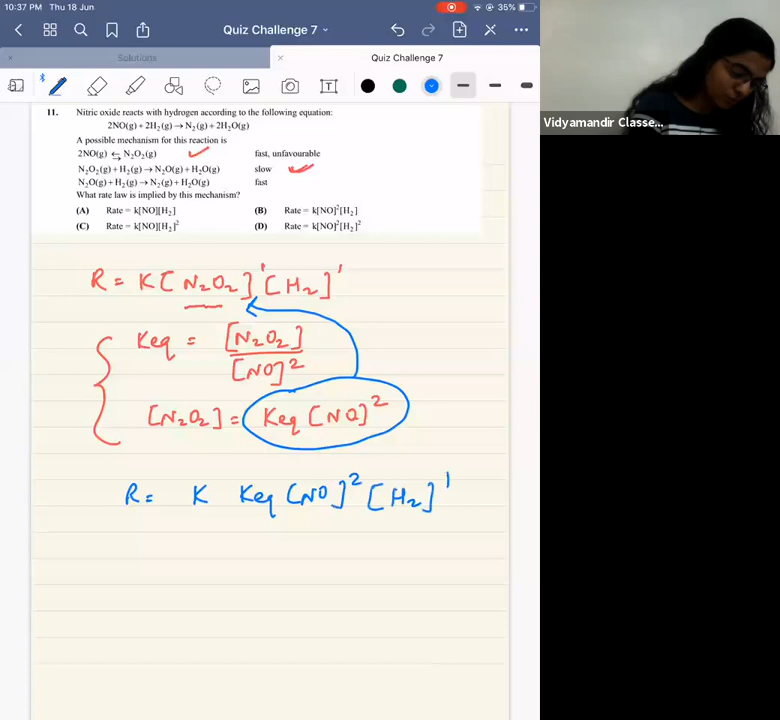 10:37 PM Thu 18 Jun
35%
Quiz Challenge 7
Solutions
Quiz Challenge 7
11. Nitric oxide reacts with hydrogen according to the following equation:
2NO(g) + 2H₂(g) → N₂(g) + 2H₂O(g)
A possible mechanism for this reaction is
2NO(g) ⇆ N₂O₂(g) fast, unfavourable
N₂O₂(g) + H₂(g) → N₂O(g) + H₂O(g) slow
N₂O(g) + H₂(g) → N₂(g) + H₂O(g) fast
What rate law is implied by this mechanism?
(A) Rate = k[NO][H₂] (B) Rate = k[NO]²[H₂]
(C) Rate = k[NO][H₂]² (D) Rate = k[NO]²[H₂]²
R = K[N₂O₂]¹[H₂]¹
Keq = [N₂O₂]
[NO]²
[N₂O₂] = Keq[NO]²
R = K Keq[NO]²[H₂]¹
Vidyamandir Classe...